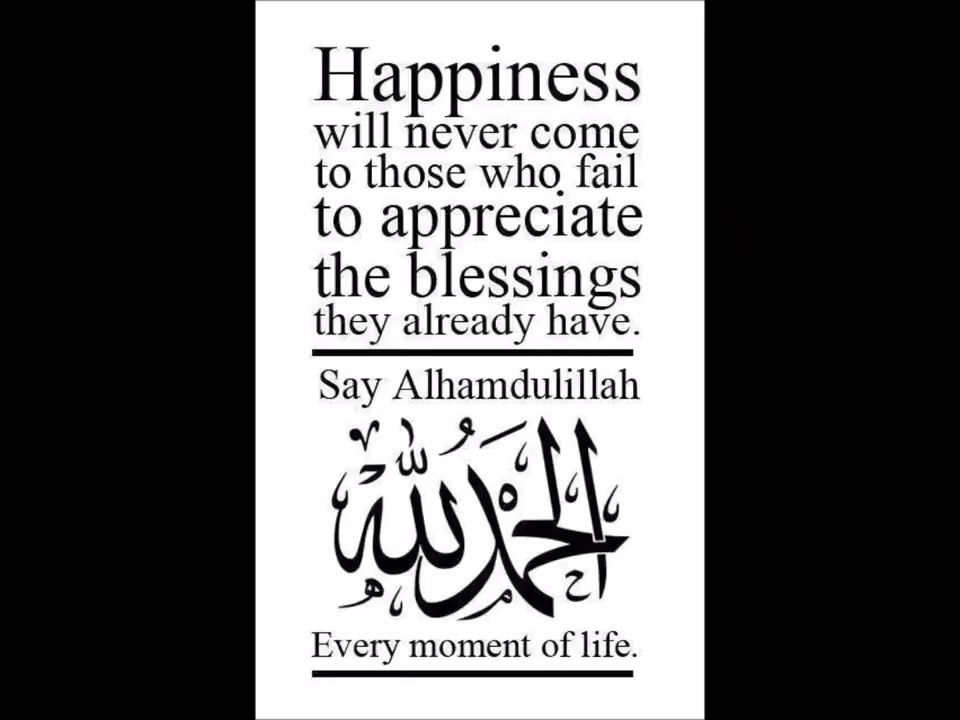 Happiness
will never come
to those who fail
to appreciate
the blessings
they already have.
Say Alhamdulillah
الحمد لله
Every moment of life.